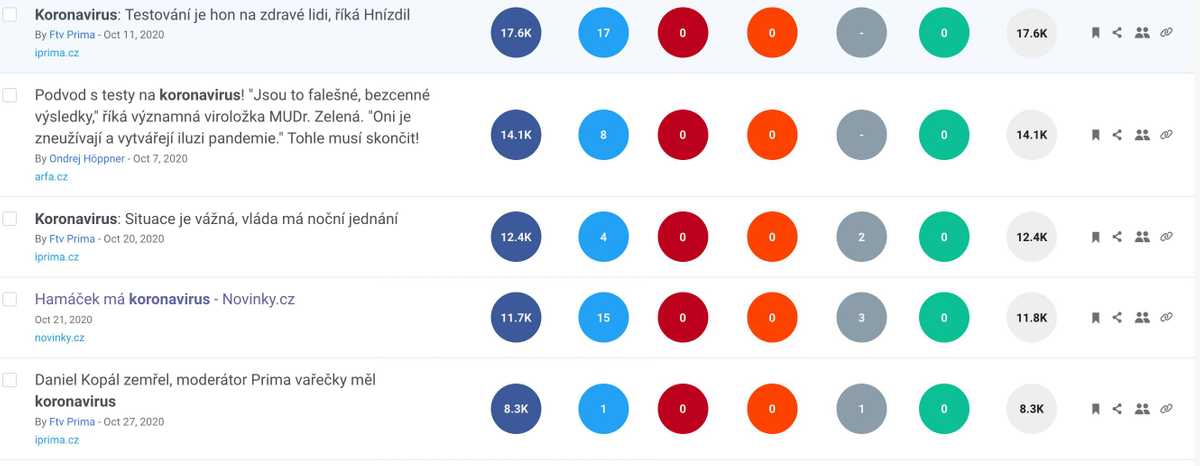 Koronavirus: Testování je hon na zdravé lidi, říká Hnízdil
By Ftv Prima - Oct 11, 2020
iprima.cz
17.6K 17 0 0 - 0 17.6K
Podvod s testy na koronavirus! "Jsou to falešné, bezcenné
výsledky," říká významná viroložka MUDr. Zelená. "Oni je
zneužívají a vytvářejí iluzi pandemie." Tohle musí skončit!
By Ondrej Höppner - Oct 7, 2020
arfa.cz
14.1K 8 0 0 - 0 14.1K
Koronavirus: Situace je vážná, vláda má noční jednání
By Ftv Prima - Oct 20, 2020
iprima.cz
12.4K 4 0 0 2 0 12.4K
Hamáček má koronavirus - Novinky.cz
Oct 21, 2020
novinky.cz
11.7K 15 0 0 3 0 11.8K
Daniel Kopál zemřel, moderátor Prima vařečky měl
koronavirus
By Ftv Prima - Oct 27, 2020
iprima.cz
8.3K 1 0 0 1 0 8.3K